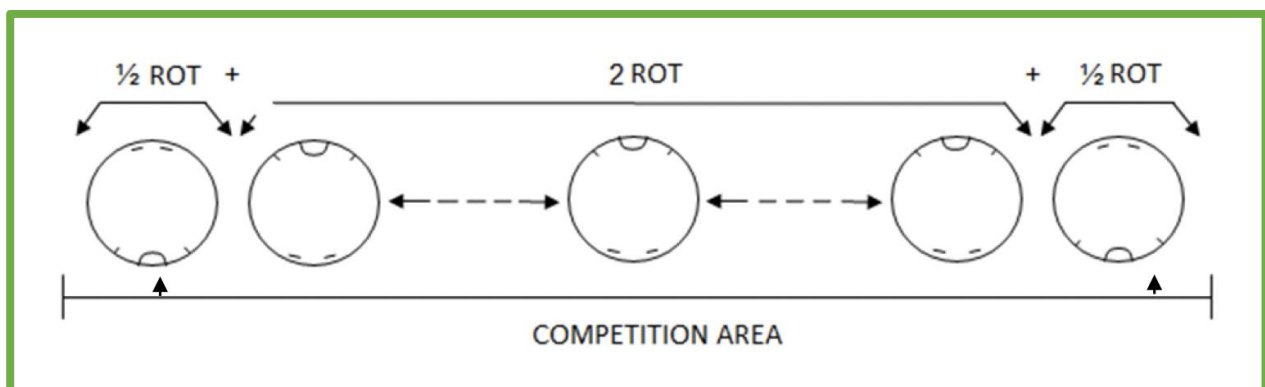 ½ ROT + 2 ROT + ½ ROT
COMPETITION AREA